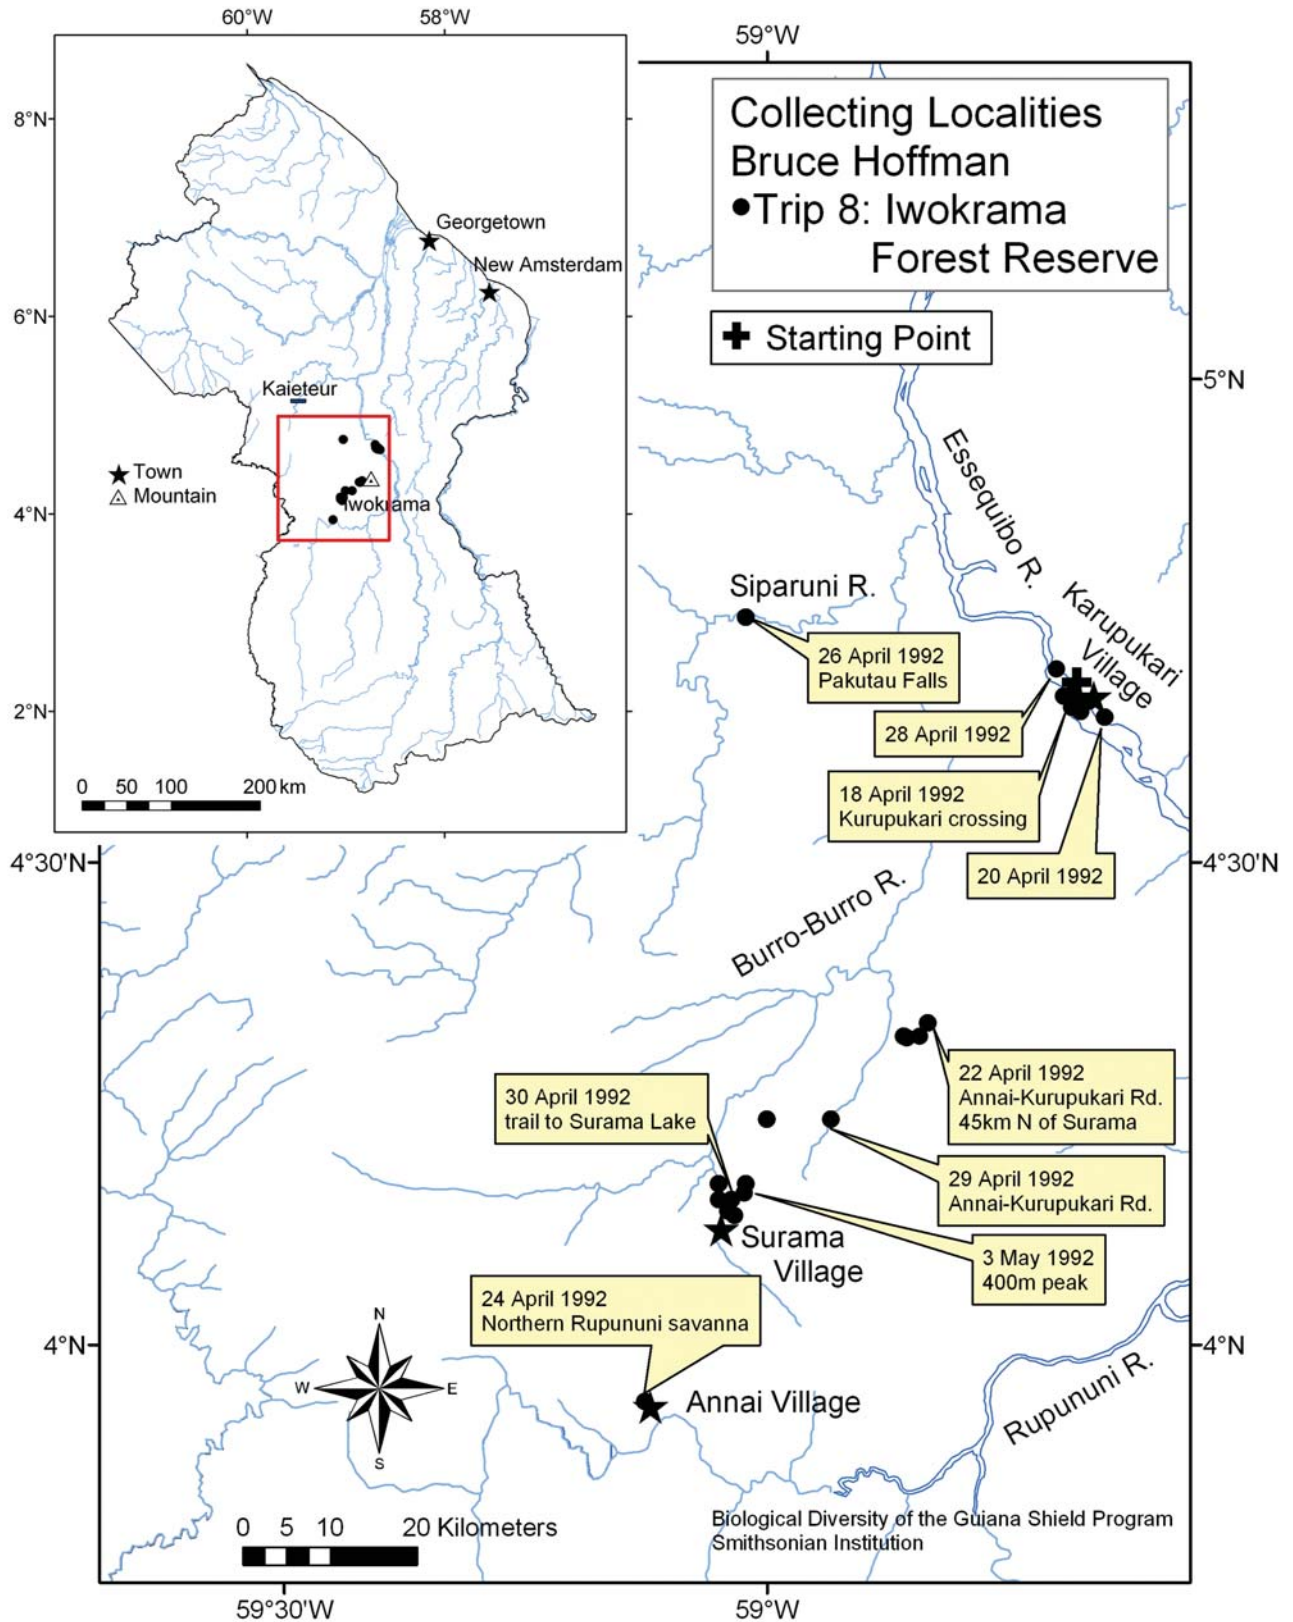 60°W
58°W
59°W
8°N
6°N
4°N
2°N
Georgetown
New Amsterdam
Kaieteur
Iwokrama
Town
Mountain
0 50 100 200 km
Collecting Localities
Bruce Hoffman
Trip 8: Iwokrama
Forest Reserve
Starting Point
5°N
Essequibo R.
Karupukari
Village
Siparuni R.
26 April 1992
Pakutau Falls
28 April 1992
18 April 1992
Kurupukari crossing
20 April 1992
4°30'N
4°30'N
Burro-Burro R.
22 April 1992
Annai-Kurupukari Rd.
45km N of Surama
30 April 1992
trail to Surama Lake
29 April 1992
Annai-Kurupukari Rd.
Surama
Village
3 May 1992
400m peak
24 April 1992
Northern Rupununi savanna
4°N
4°N
N
W
E
S
Annai Village
Rupununi R.
0 5 10 20 Kilometers
Biological Diversity of the Guiana Shield Program
Smithsonian Institution
59°30'W
59°W